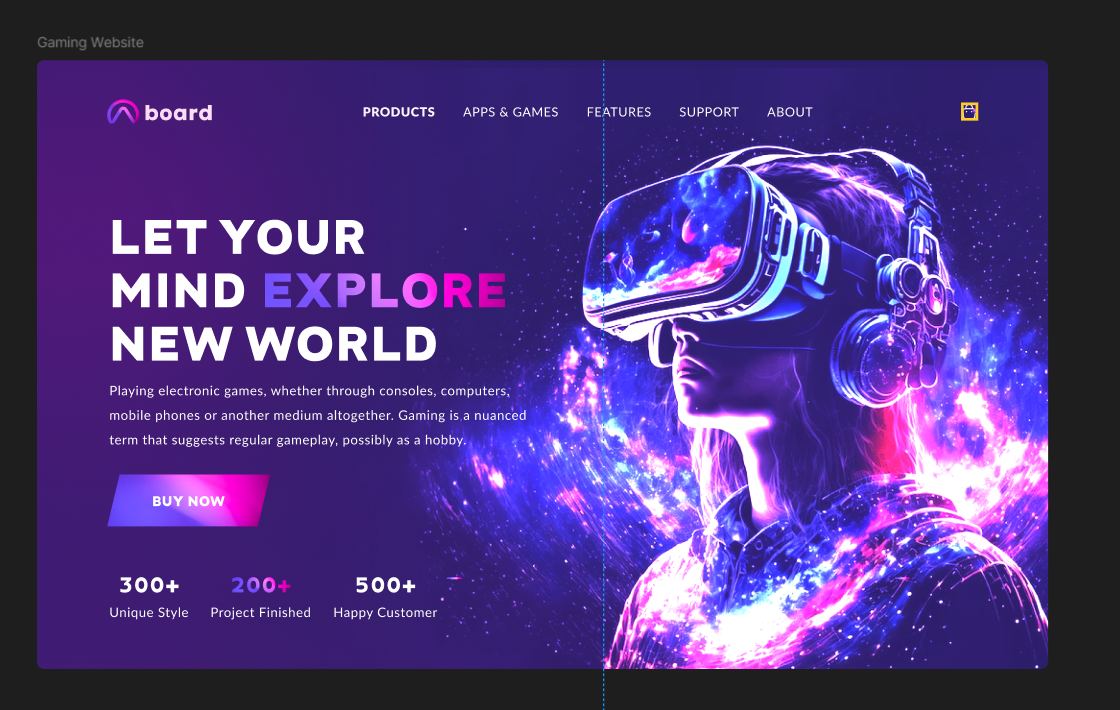 Gaming Website
board
PRODUCTS APPS & GAMES FEATURES SUPPORT ABOUT
LET YOUR
MIND EXPLORE
NEW WORLD
Playing electronic games, whether through consoles, computers,
mobile phones or another medium altogether. Gaming is a nuanced
term that suggests regular gameplay, possibly as a hobby.
BUY NOW
300+ 200+ 500+
Unique Style Project Finished Happy Customer